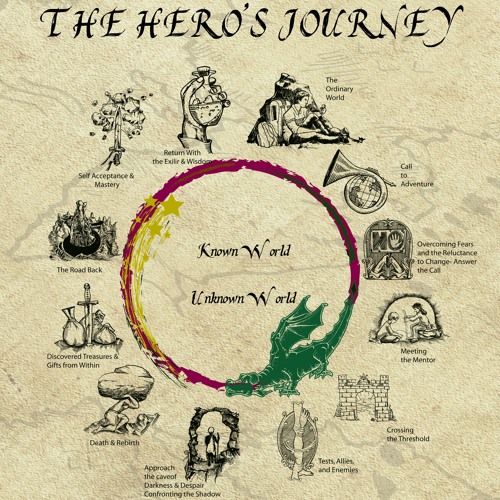 THE HERO'S JOURNEY
The
Ordinary
World
Return With
the Exilir & Wisdom
Call
to
Adventure
Self Acceptance &
Mastery
Known World
Overcoming Fears
and the Reluctance
to Change- Answer
the Call
The Road Back
Unknown World
Meeting
the Mentor
Discovered Treasures &
Gifts from Within
Crossing
the Threshold
Death & Rebirth
Tests, Allies,
and Enemies
Approach
the caveof
Darkness & Despair
Confronting the Shadow